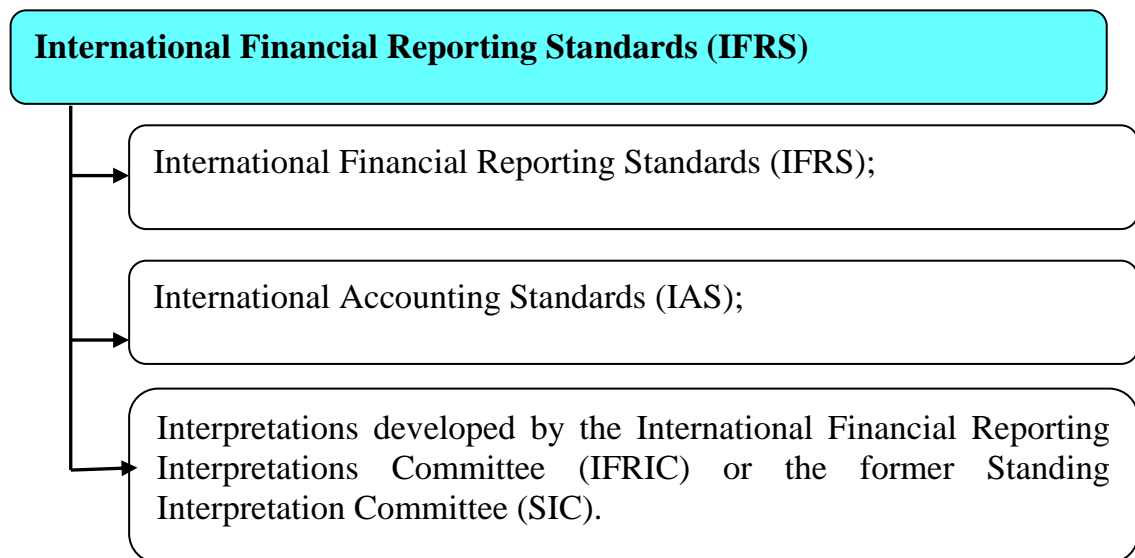 International Financial Reporting Standards (IFRS)
International Financial Reporting Standards (IFRS);
International Accounting Standards (IAS);
Interpretations developed by the International Financial Reporting
Interpretations Committee (IFRIC) or the former Standing
Interpretation Committee (SIC).